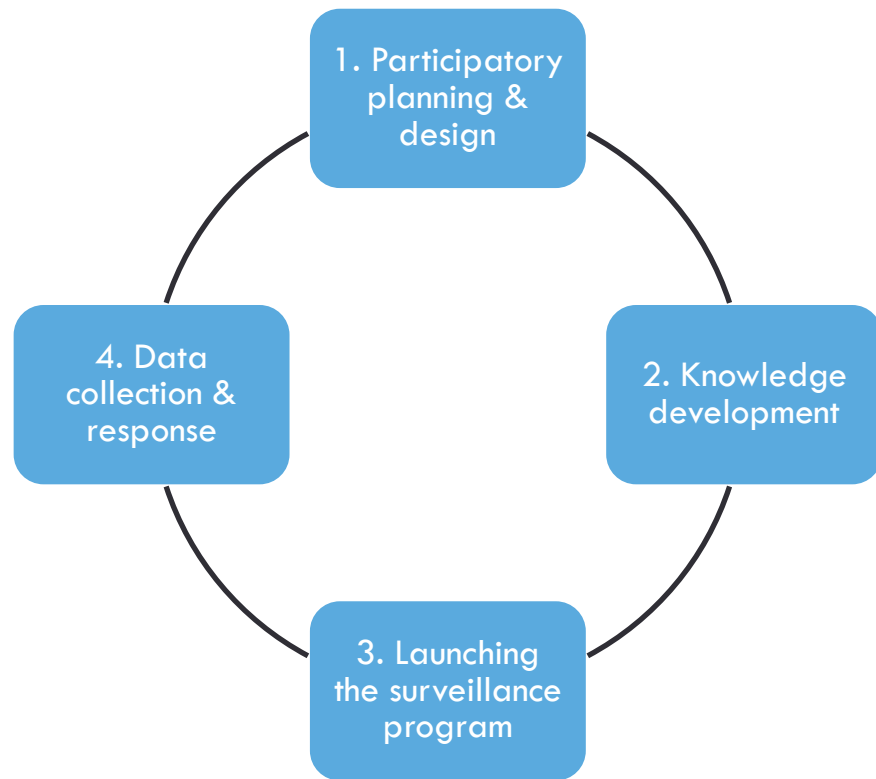 1. Participatory
planning &
design
2. Knowledge
development
3. Launching
the surveillance
program
4. Data
collection &
response